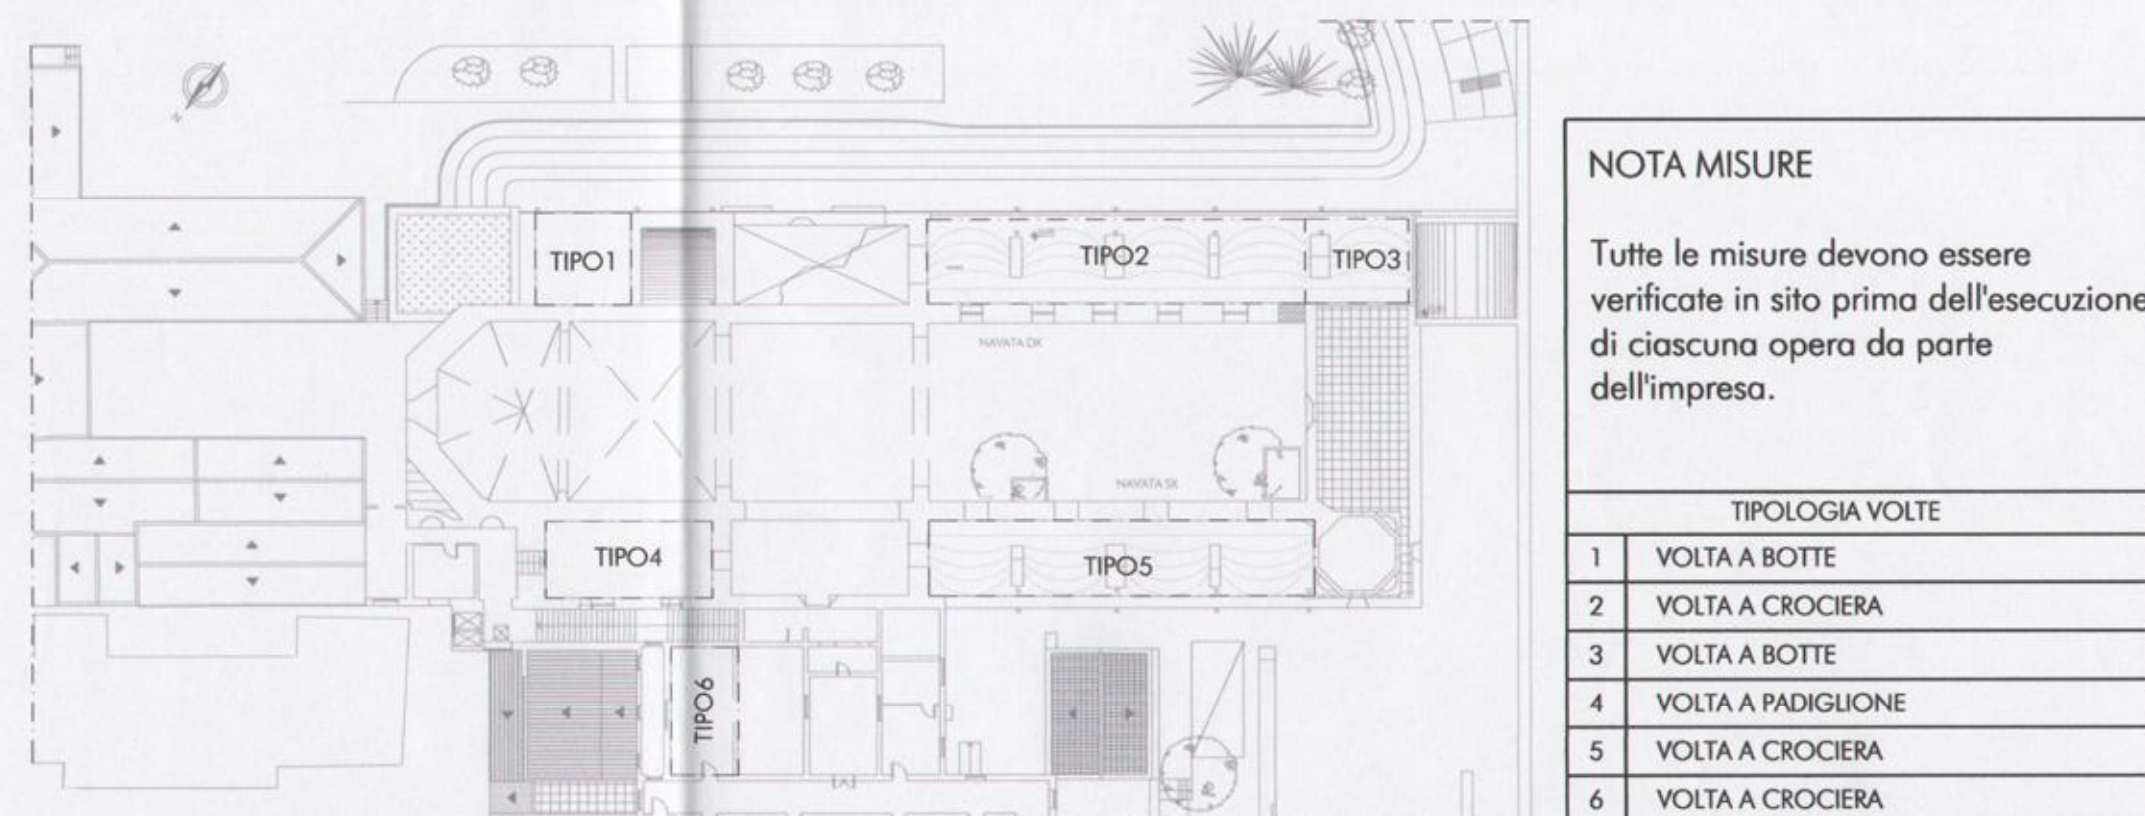 TIPO1
TIPO2
TIPO3
NAVATA DX
NAVATA SX
TIPO4
TIPO5
TIPO6
NOTA MISURE
Tutte le misure devono essere
verificate in sito prima dell'esecuzione
di ciascuna opera da parte
dell'impresa.
TIPOLOGIA VOLTE
1 VOLTA A BOTTE
2 VOLTA A CROCIERA
3 VOLTA A BOTTE
4 VOLTA A PADIGLIONE
5 VOLTA A CROCIERA
6 VOLTA A CROCIERA